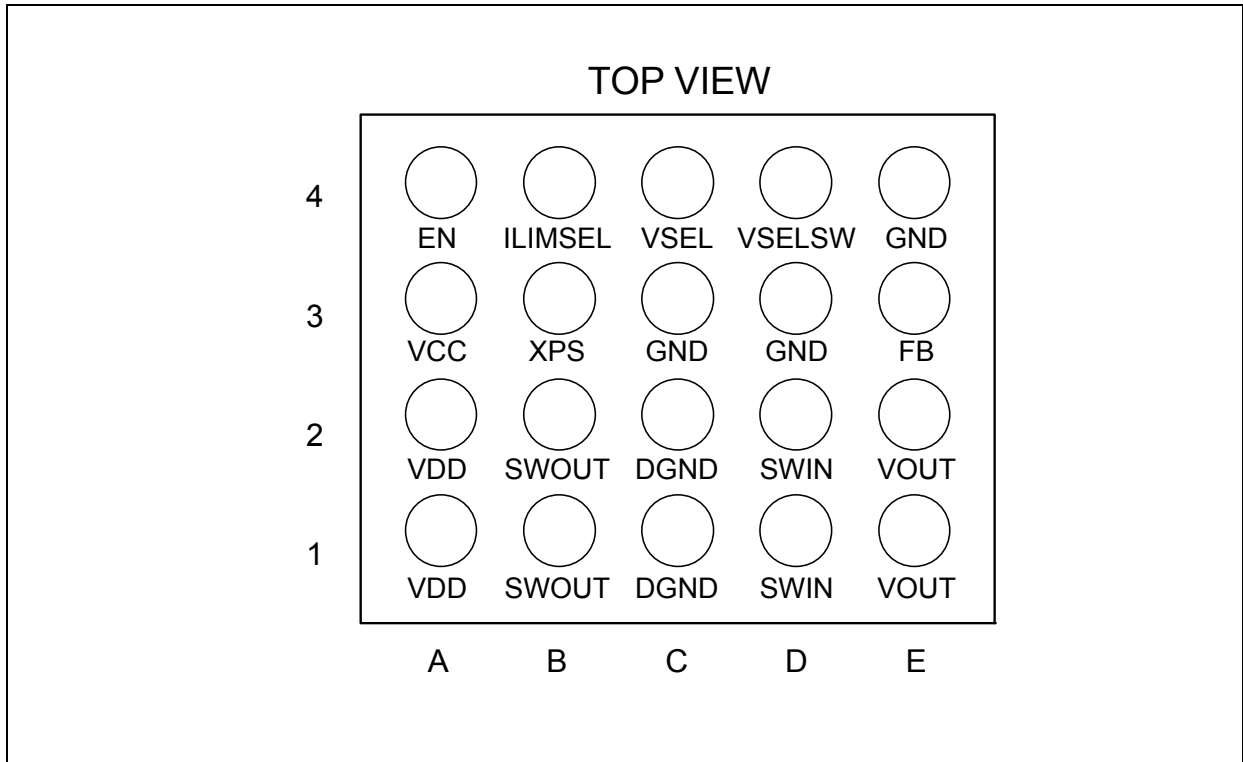 TOP VIEW
4
EN ILIMSEL VSEL VSELSW GND
3
VCC XPS GND GND FB
2
VDD SWOUT DGND SWIN VOUT
1
VDD SWOUT DGND SWIN VOUT
A B C D E